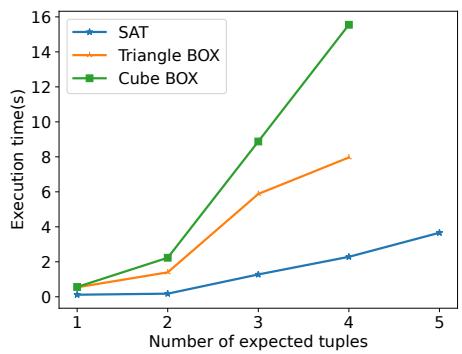 16
14
12
10
8
6
4
2
0
Execution time(s)
SAT
Triangle BOX
Cube BOX
1 2 3 4 5
Number of expected tuples